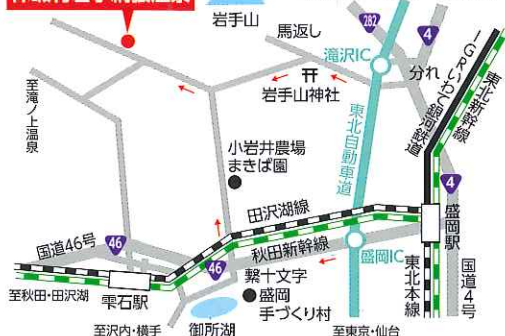 岩手山
馬返し
282
4
滝沢IC
分れ
IGRいわて銀河鉄道
東北新幹線
岩手山神社
至滝ノ上温泉
東北自動車道
小岩井農場
まきば園
4
田沢湖線
盛岡駅
国道46号
46
46
秋田新幹線
盛岡IC
東北本線
国道4号
至秋田・田沢湖
雫石駅
繋十文字
盛岡
手づくり村
至沢内・横手
御所湖
至東京・仙台